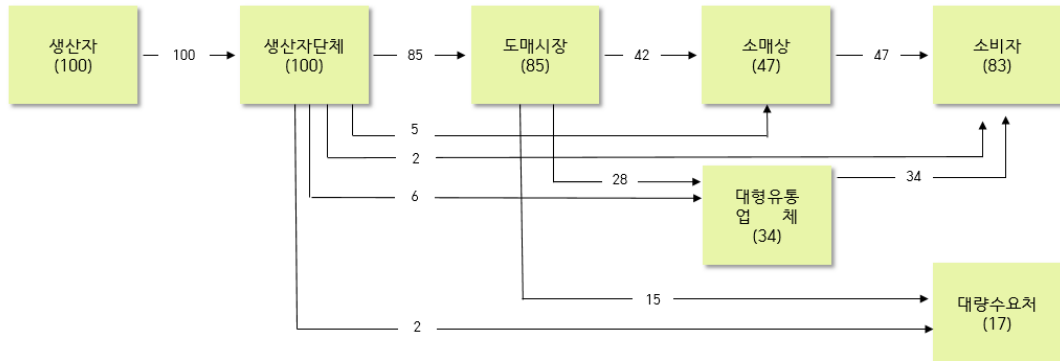 생산자
(100)
100
생산자단체
(100)
85
도매시장
(85)
42
소매상
(47)
47
소비자
(83)
5
2
28
34
6
대형유통
업 체
(34)
15
대량수요처
(17)
2